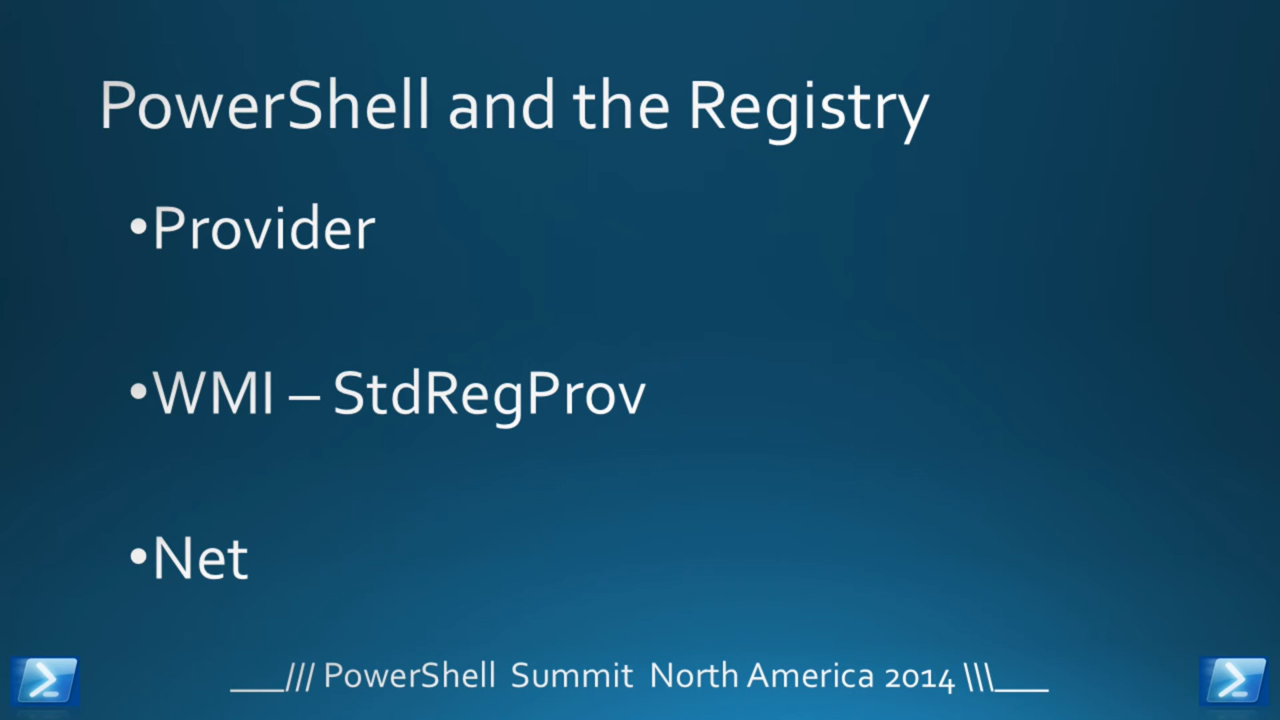 PowerShell and the Registry
•Provider
•WMI – StdRegProv
•Net
___/// PowerShell Summit North America 2014 \\\___